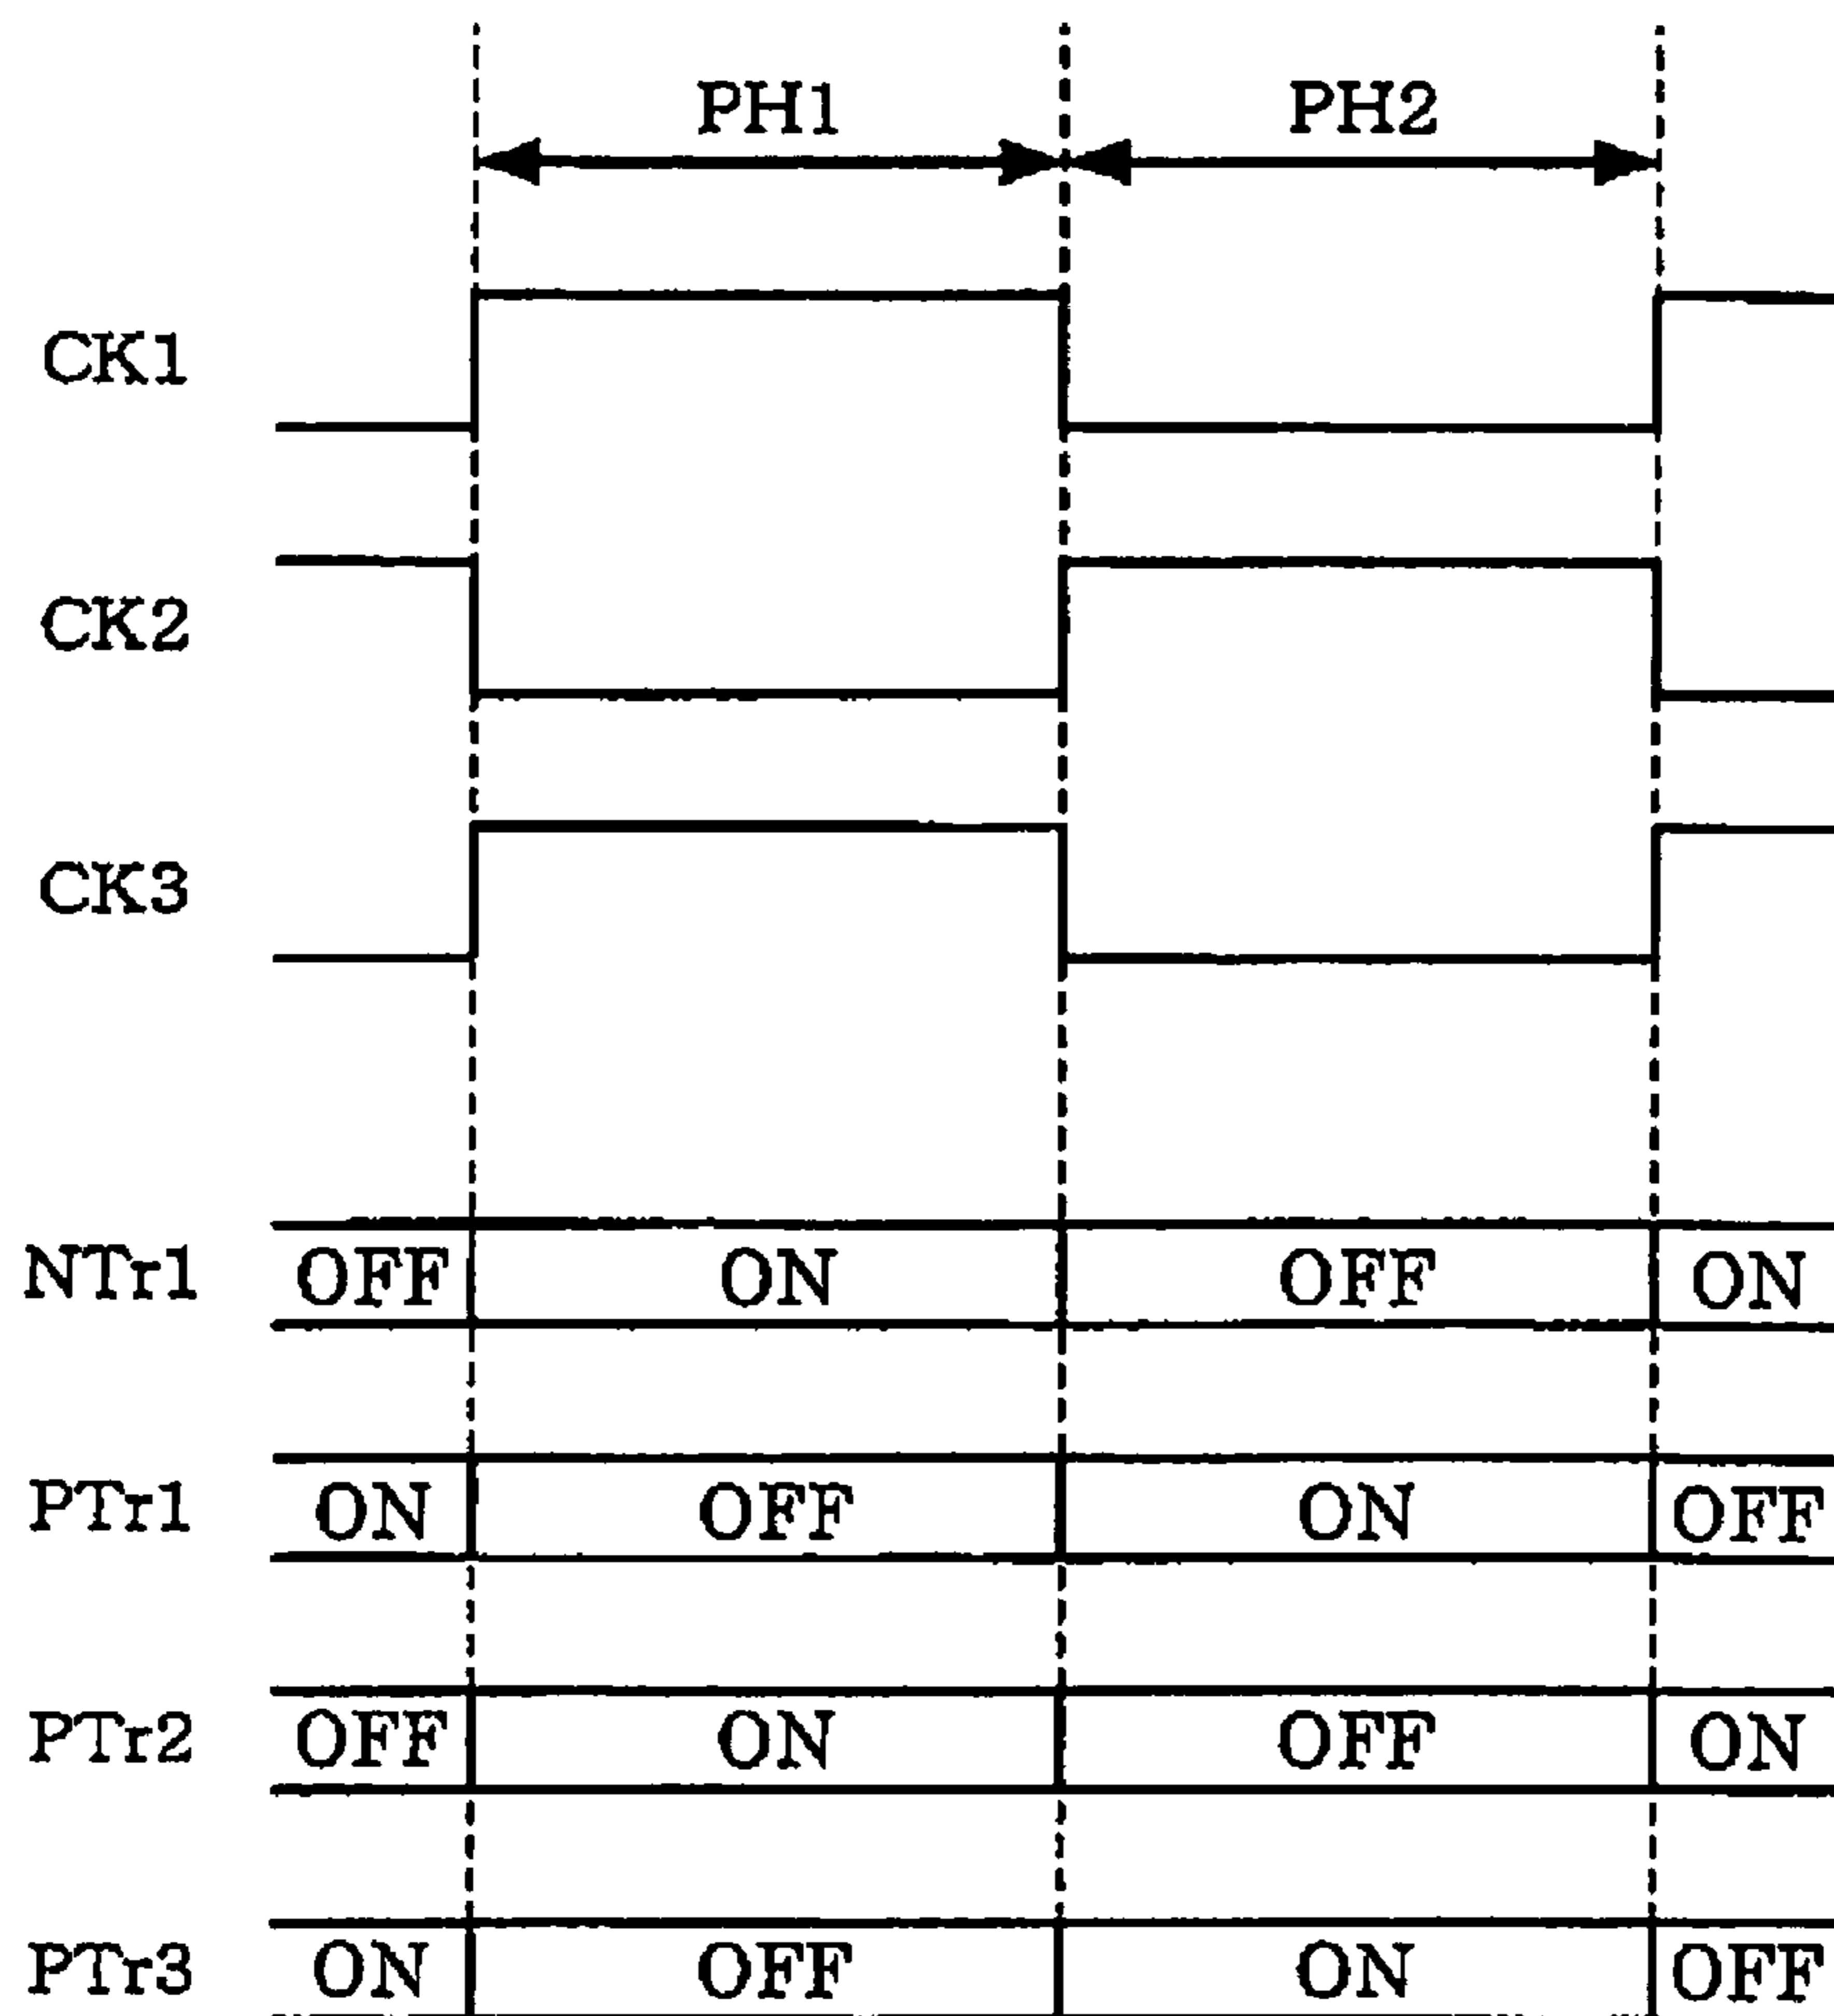 PH1 PH2
CK1
CK2
CK3
NTr1 OFF ON OFF ON
PTr1 ON OFF ON OFF
PTr2 OFF ON OFF ON
PTr3 ON OFF ON OFF